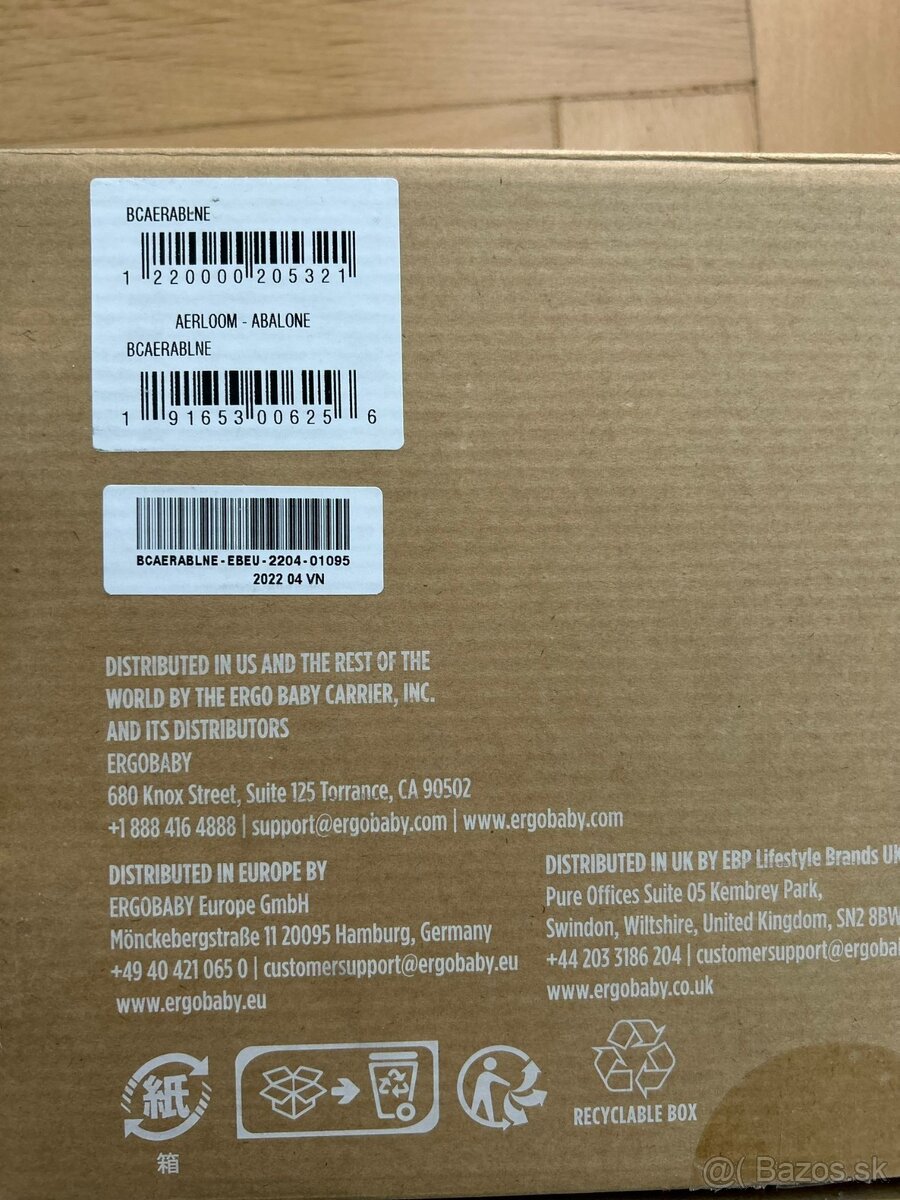 BCAERABLNE
1 220000 205321
AERLOOM - ABALONE
BCAERABLNE
1 91653 00625 6
BCAERABLNE-EBEU-2204-01095
2022 04 VN
DISTRIBUTED IN US AND THE REST OF THE
WORLD BY THE ERGO BABY CARRIER, INC.
AND ITS DISTRIBUTORS
ERGOBABY
680 Knox Street, Suite 125 Torrance, CA 90502
+1 888 416 4888 | support@ergobaby.com | www.ergobaby.com
DISTRIBUTED IN EUROPE BY
ERGOBABY Europe GmbH
Mönckebergstraße 11 20095 Hamburg, Germany
+49 40 421 065 0 | customersupport@ergobaby.eu
www.ergobaby.eu
DISTRIBUTED IN UK BY EBP Lifestyle Brands UK
Pure Offices Suite 05 Kembrey Park,
Swindon, Wiltshire, United Kingdom, SN2 8BW
+44 203 3186 204 | customersupport@ergobab
www.ergobaby.co.uk
紙
箱
RECYCLABLE BOX
@( Bazos.sk